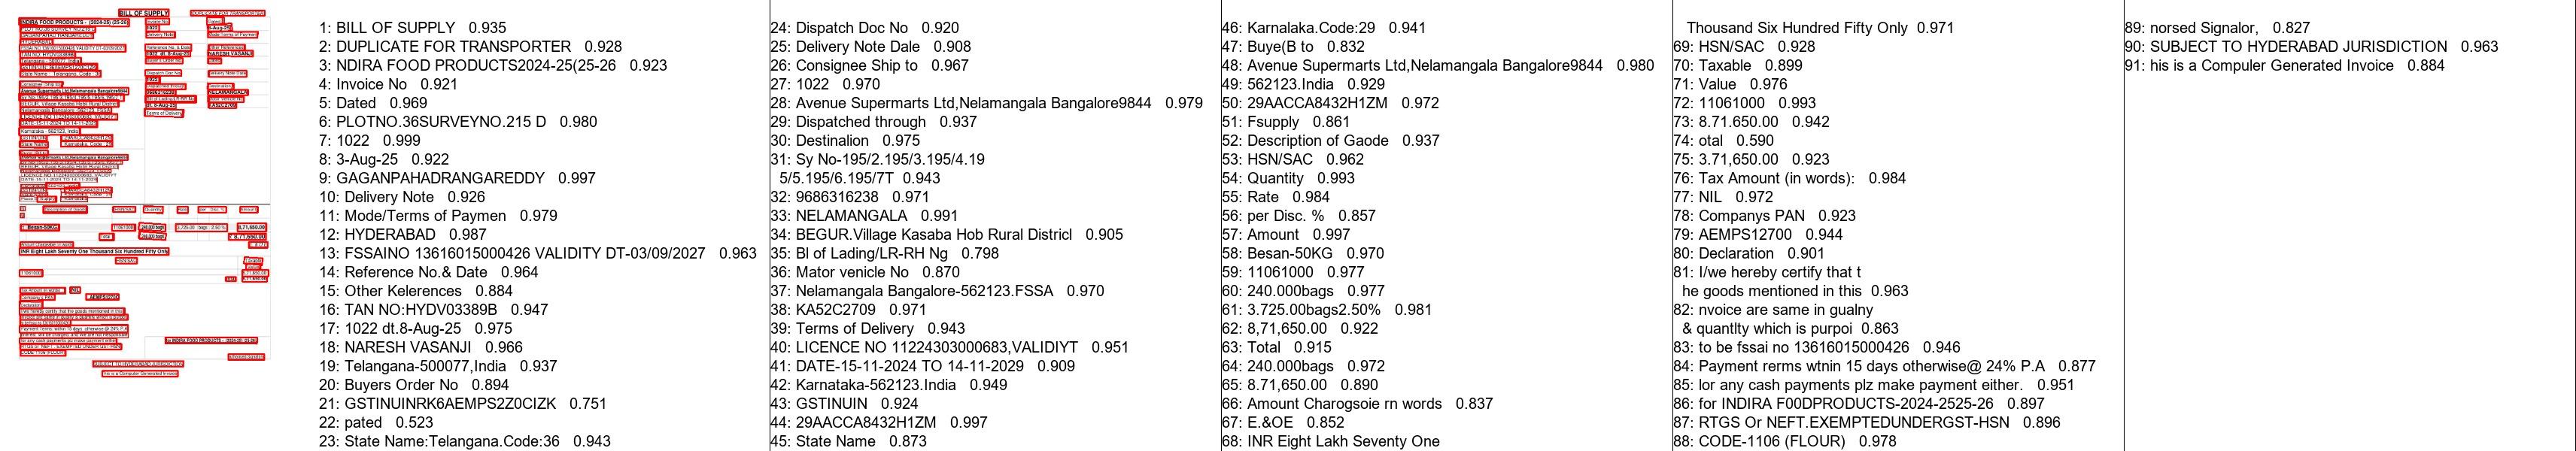 1: BILL OF SUPPLY 0.935
2: DUPLICATE FOR TRANSPORTER 0.928
3: NDIRA FOOD PRODUCTS2024-25(25-26 0.923
4: Invoice No 0.921
5: Dated 0.969
6: PLOTNO.36SURVEYNO.215 D 0.980
7: 1022 0.999
8: 3-Aug-25 0.922
9: GAGANPAHADRANGAREDDY 0.997
10: Delivery Note 0.926
11: Mode/Terms of Paymen 0.979
12: HYDERABAD 0.987
13: FSSAINO 13616015000426 VALIDITY DT-03/09/2027 0.963
14: Reference No.& Date 0.964
15: Other Kelerences 0.884
16: TAN NO:HYDV03389B 0.947
17: 1022 dt.8-Aug-25 0.975
18: NARESH VASANJI 0.966
19: Telangana-500077,India 0.937
20: Buyers Order No 0.894
21: GSTINUINRK6AEMPS2Z0CIZK 0.751
22: pated 0.523
23: State Name:Telangana.Code:36 0.943
24: Dispatch Doc No 0.920
25: Delivery Note Dale 0.908
26: Consignee Ship to 0.967
27: 1022 0.970
28: Avenue Supermarts Ltd,Nelamangala Bangalore9844 0.979
29: Dispatched through 0.937
30: Destinalion 0.975
31: Sy No-195/2.195/3.195/4.19
5/5.195/6.195/7T 0.943
32: 9686316238 0.971
33: NELAMANGALA 0.991
34: BEGUR.Village Kasaba Hob Rural Districl 0.905
35: Bl of Lading/LR-RH Ng 0.798
36: Mator venicle No 0.870
37: Nelamangala Bangalore-562123.FSSA 0.970
38: KA52C2709 0.971
39: Terms of Delivery 0.943
40: LICENCE NO 11224303000683,VALIDIYT 0.951
41: DATE-15-11-2024 TO 14-11-2029 0.909
42: Karnataka-562123.India 0.949
43: GSTINUIN 0.924
44: 29AACCA8432H1ZM 0.997
45: State Name 0.873
46: Karnalaka.Code:29 0.941
47: Buye(B to 0.832
48: Avenue Supermarts Ltd,Nelamangala Bangalore9844 0.980
49: 562123.India 0.929
50: 29AACCA8432H1ZM 0.972
51: Fsupply 0.861
52: Description of Gaode 0.937
53: HSN/SAC 0.962
54: Quantity 0.993
55: Rate 0.984
56: per Disc. % 0.857
57: Amount 0.997
58: Besan-50KG 0.970
59: 11061000 0.977
60: 240.000bags 0.977
61: 3.725.00bags2.50% 0.981
62: 8,71,650.00 0.922
63: Total 0.915
64: 240.000bags 0.972
65: 8.71,650.00 0.890
66: Amount Charogsoie rn words 0.837
67: E.&OE 0.852
68: INR Eight Lakh Seventy One
Thousand Six Hundred Fifty Only 0.971
69: HSN/SAC 0.928
70: Taxable 0.899
71: Value 0.976
72: 11061000 0.993
73: 8.71.650.00 0.942
74: otal 0.590
75: 3.71,650.00 0.923
76: Tax Amount (in words): 0.984
77: NIL 0.972
78: Companys PAN 0.923
79: AEMPS12700 0.944
80: Declaration 0.901
81: I/we hereby certify that t
he goods mentioned in this 0.963
82: nvoice are same in gualny
& quantlty which is purpoi 0.863
83: to be fssai no 13616015000426 0.946
84: Payment rerms wtnin 15 days otherwise@ 24% P.A 0.877
85: lor any cash payments plz make payment either. 0.951
86: for INDIRA F00DPRODUCTS-2024-2525-26 0.897
87: RTGS Or NEFT.EXEMPTEDUNDERGST-HSN 0.896
88: CODE-1106 (FLOUR) 0.978
89: norsed Signalor, 0.827
90: SUBJECT TO HYDERABAD JURISDICTION 0.963
91: his is a Compuler Generated Invoice 0.884